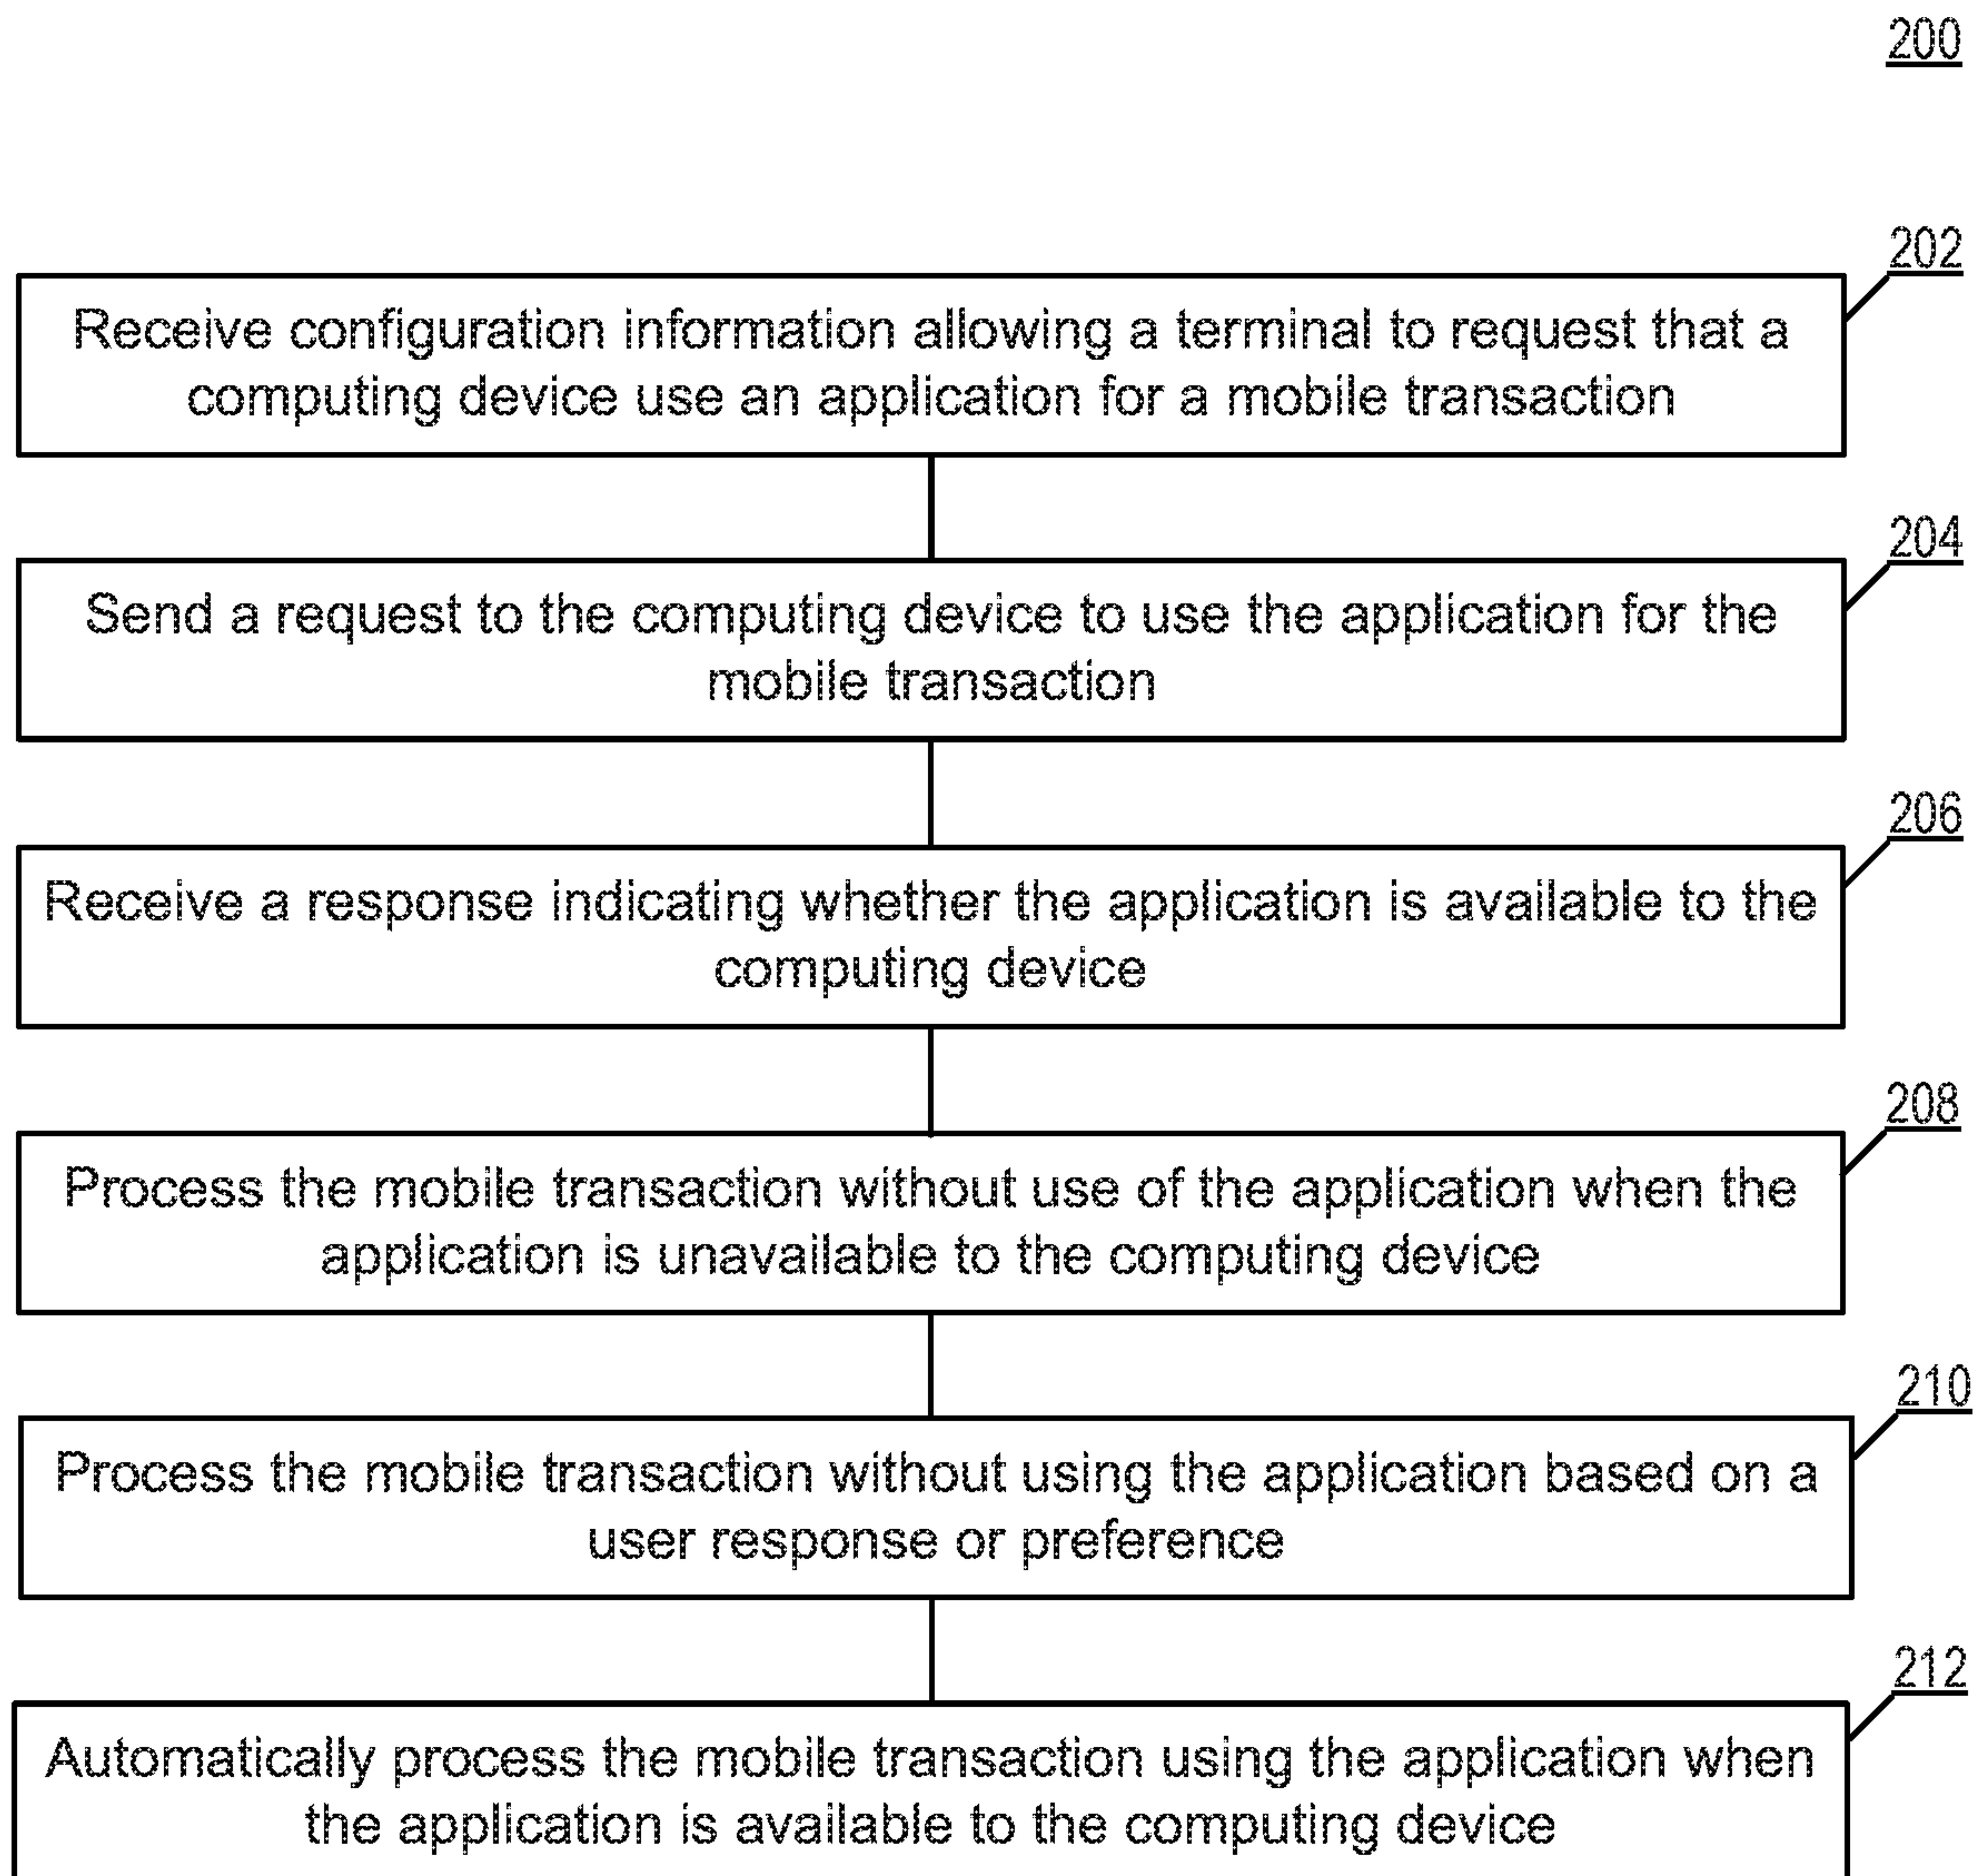 200
202
Receive configuration information allowing a terminal to request that a
computing device use an application for a mobile transaction
204
Send a request to the computing device to use the application for the
mobile transaction
206
Receive a response indicating whether the application is available to the
computing device
208
Process the mobile transaction without use of the application when the
application is unavailable to the computing device
210
Process the mobile transaction without using the application based on a
user response or preference
212
Automatically process the mobile transaction using the application when
the application is available to the computing device